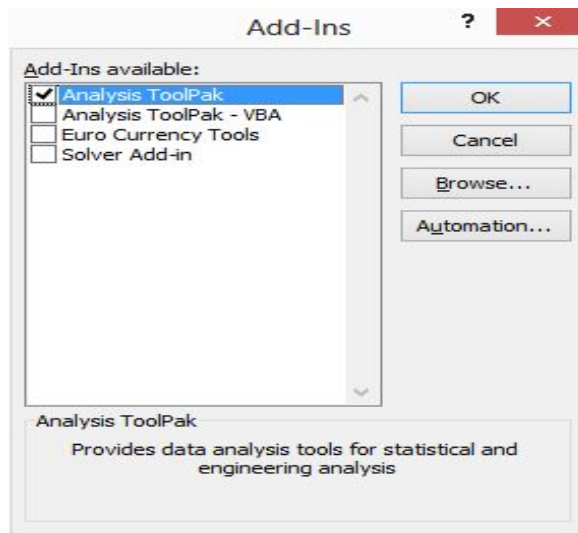 Add-Ins
?
Add-Ins available:
Analysis ToolPak
Analysis ToolPak - VBA
Euro Currency Tools
Solver Add-in
OK
Cancel
Browse...
Automation...
Analysis ToolPak
Provides data analysis tools for statistical and
engineering analysis